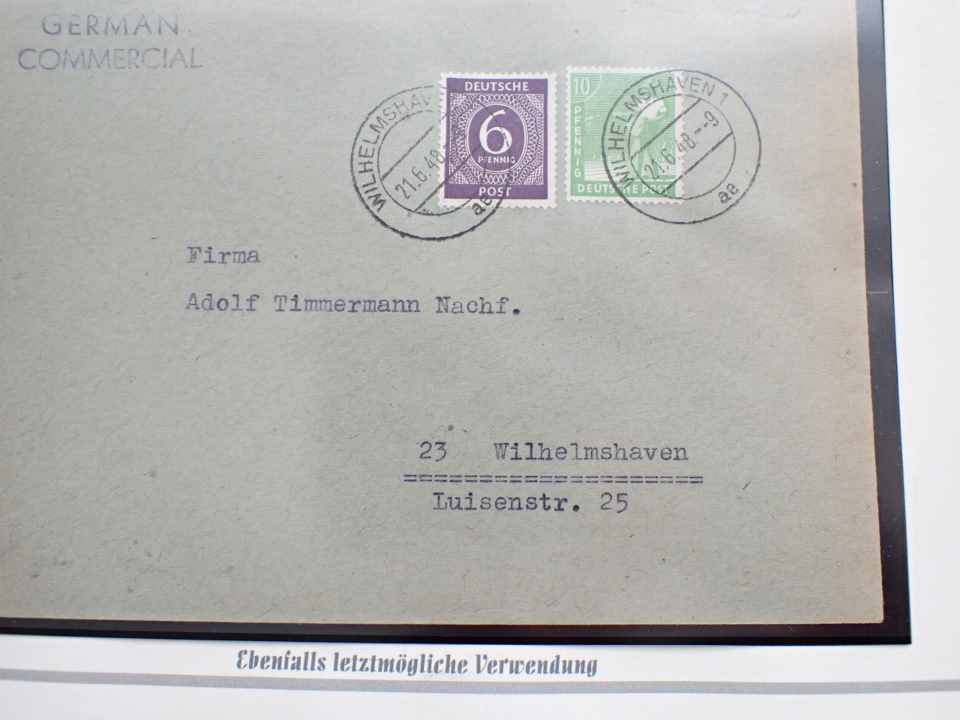 GERMAN
COMMERCIAL
WILHELMSHAV
21.6.48.
ae
DEUTSCHE
6
PFENNIG
POST
10
PFENNIG
DEUTSCHE POST
WILHELMSHAVEN 1
21.6.48.--9
ae
Firma
Adolf Timmermann Nachf.
23 Wilhelmshaven
Luisenstr. 25
Ebenfalls letztmögliche Verwendung